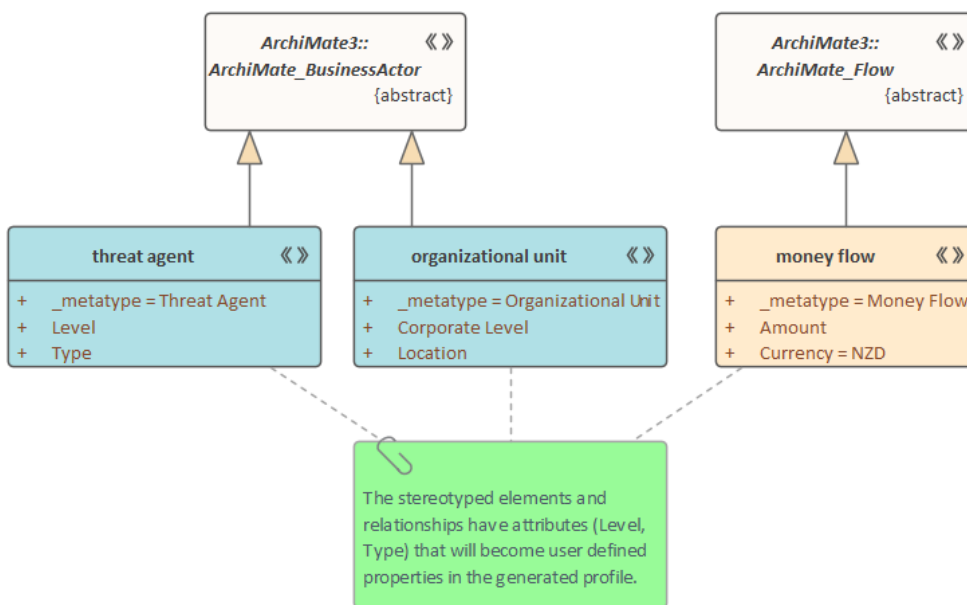 ArchiMate3::
«»
ArchiMate_BusinessActor
{abstract}
ArchiMate3::
«»
ArchiMate_Flow
{abstract}
threat agent «»
+ _metatype = Threat Agent
+ Level
+ Type
organizational unit «»
+ _metatype = Organizational Unit
+ Corporate Level
+ Location
money flow «»
+ _metatype = Money Flow
+ Amount
+ Currency = NZD
The stereotyped elements and
relationships have attributes (Level,
Type) that will become user defined
properties in the generated profile.